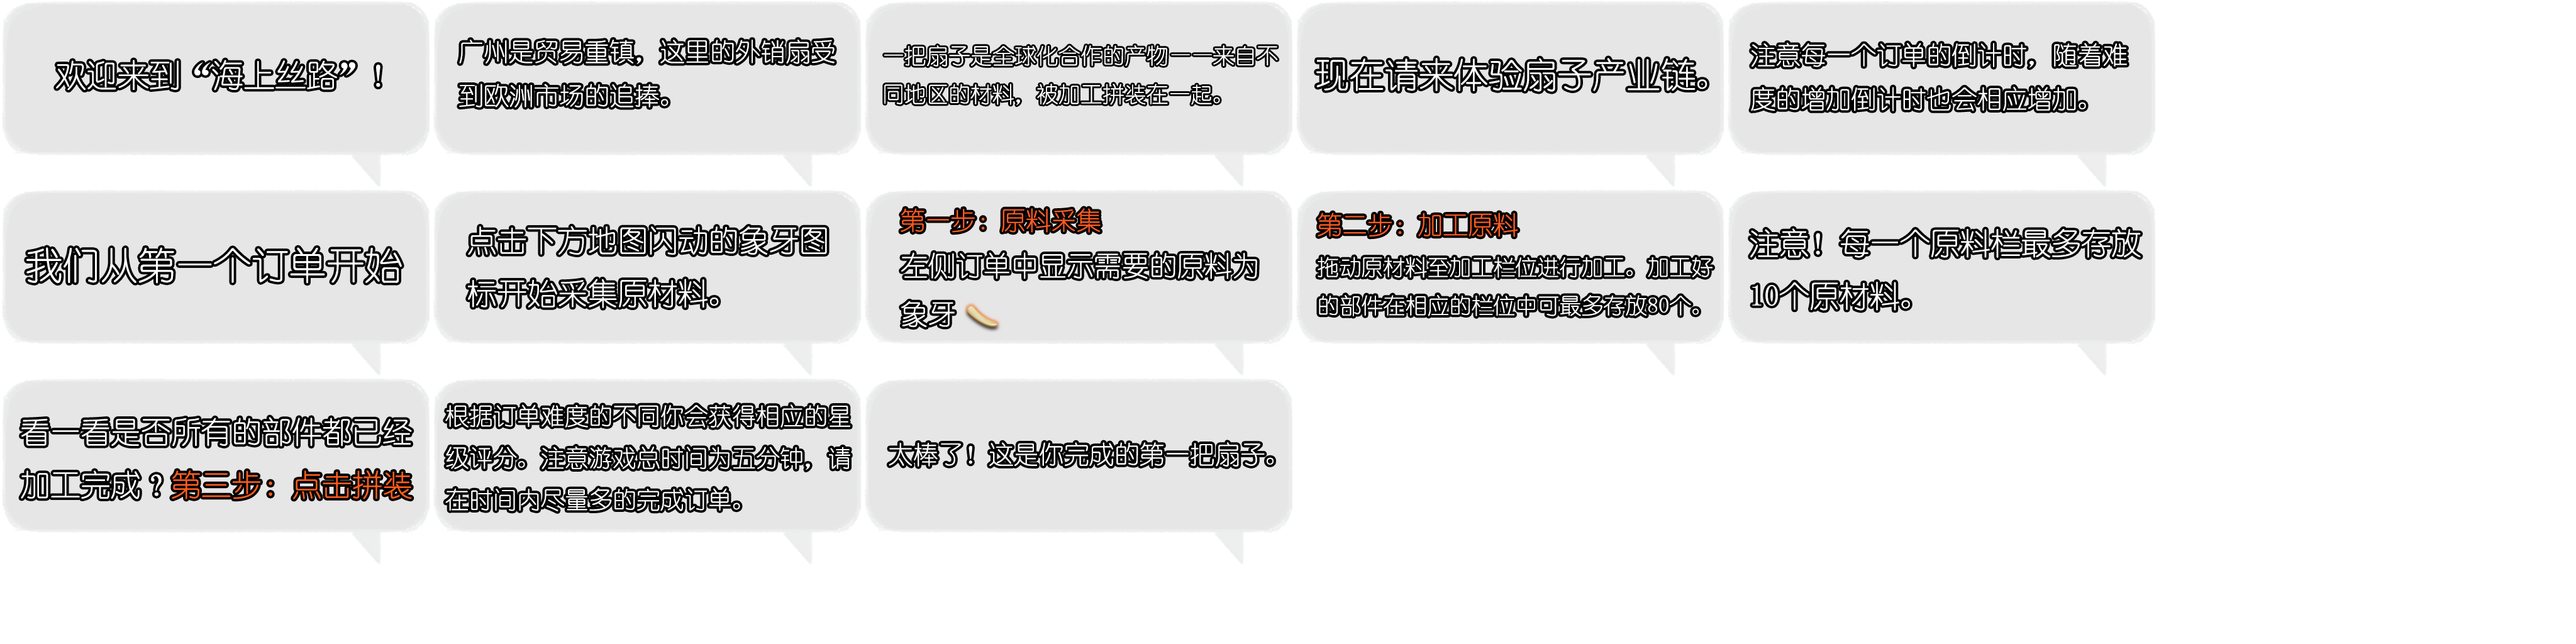 欢迎来到“海上丝路”！
广州是贸易重镇，这里的外销扇受
到欧洲市场的追捧。
一把扇子是全球化合作的产物——来自不
同地区的材料，被加工拼装在一起。
现在请来体验扇子产业链。
注意每一个订单的倒计时，随着难
度的增加倒计时也会相应增加。
我们从第一个订单开始
点击下方地图闪动的象牙图
标开始采集原材料。
第一步：原料采集
左侧订单中显示需要的原料为
象牙
第二步：加工原料
拖动原材料至加工栏位进行加工。加工好
的部件在相应的栏位中可最多存放80个。
注意！每一个原料栏最多存放
10个原材料。
看一看是否所有的部件都已经
加工完成？第三步：点击拼装
根据订单难度的不同你会获得相应的星
级评分。注意游戏总时间为五分钟，请
在时间内尽量多的完成订单。
太棒了！这是你完成的第一把扇子。